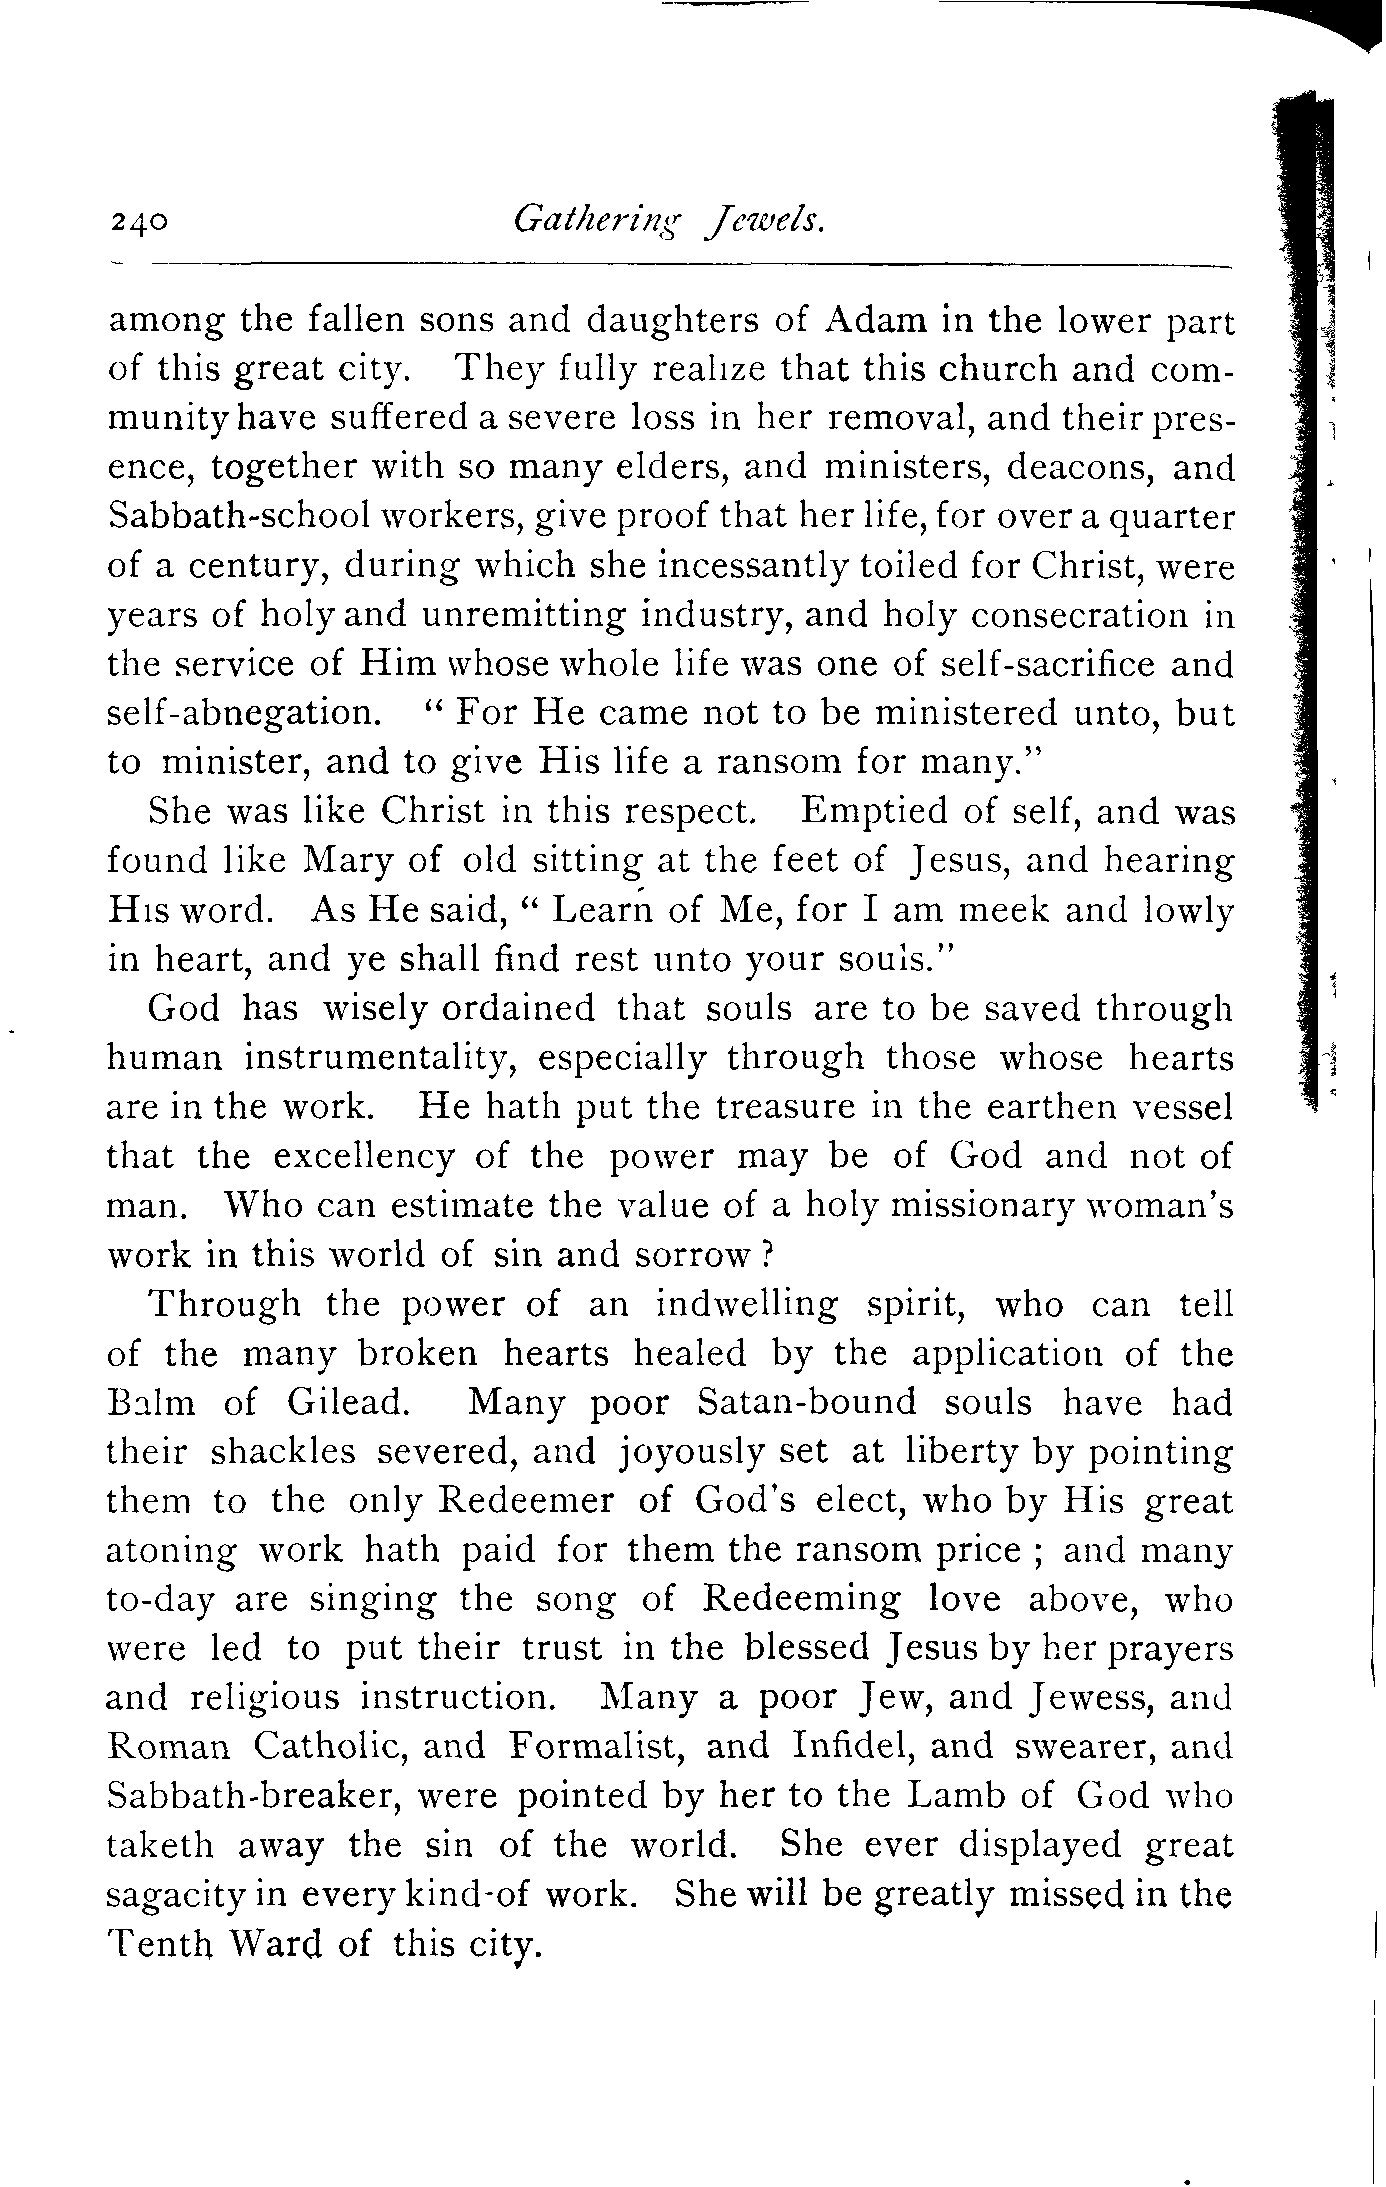 240 Gathering Jewels.
among the fallen sons and daughters of Adam in the lower part
of this great city. They fully realize that this church and com-
munity have suffered a severe loss in her removal, and their pres-
ence, together with so many elders, and ministers, deacons, and
Sabbath-school workers, give proof that her life, for over a quarter
of a century, during which she incessantly toiled for Christ, were
years of holy and unremitting industry, and holy consecration in
the service of Him whose whole life was one of self-sacrifice and
self-abnegation. " For He came not to be ministered unto, but
to minister, and to give His life a ransom for many."
She was like Christ in this respect. Emptied of self, and was
found like Mary of old sitting at the feet of Jesus, and hearing
His word. As He said, " Learn of Me, for I am meek and lowly
in heart, and ye shall find rest unto your souls."
God has wisely ordained that souls are to be saved through
human instrumentality, especially through those whose hearts
are in the work. He hath put the treasure in the earthen vessel
that the excellency of the power may be of God and not of
man. Who can estimate the value of a holy missionary woman's
work in this world of sin and sorrow ?
Through the power of an indwelling spirit, who can tell
of the many broken hearts healed by the application of the
Balm of Gilead. Many poor Satan-bound souls have had
their shackles severed, and joyously set at liberty by pointing
them to the only Redeemer of God's elect, who by His great
atoning work hath paid for them the ransom price ; and many
to-day are singing the song of Redeeming love above, who
were led to put their trust in the blessed Jesus by her prayers
and religious instruction. Many a poor Jew, and Jewess, and
Roman Catholic, and Formalist, and Infidel, and swearer, and
Sabbath-breaker, were pointed by her to the Lamb of God who
taketh away the sin of the world. She ever displayed great
sagacity in every kind-of work. She will be greatly missed in the
Tenth Ward of this city.